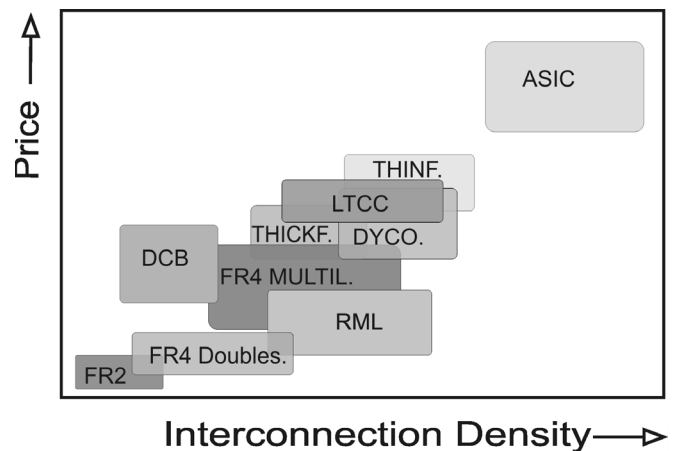 Price
ASIC
THINF.
LTCC
THICKF.
DYCO.
DCB
FR4 MULTIL.
RML
FR4 Doubles.
FR2
Interconnection Density